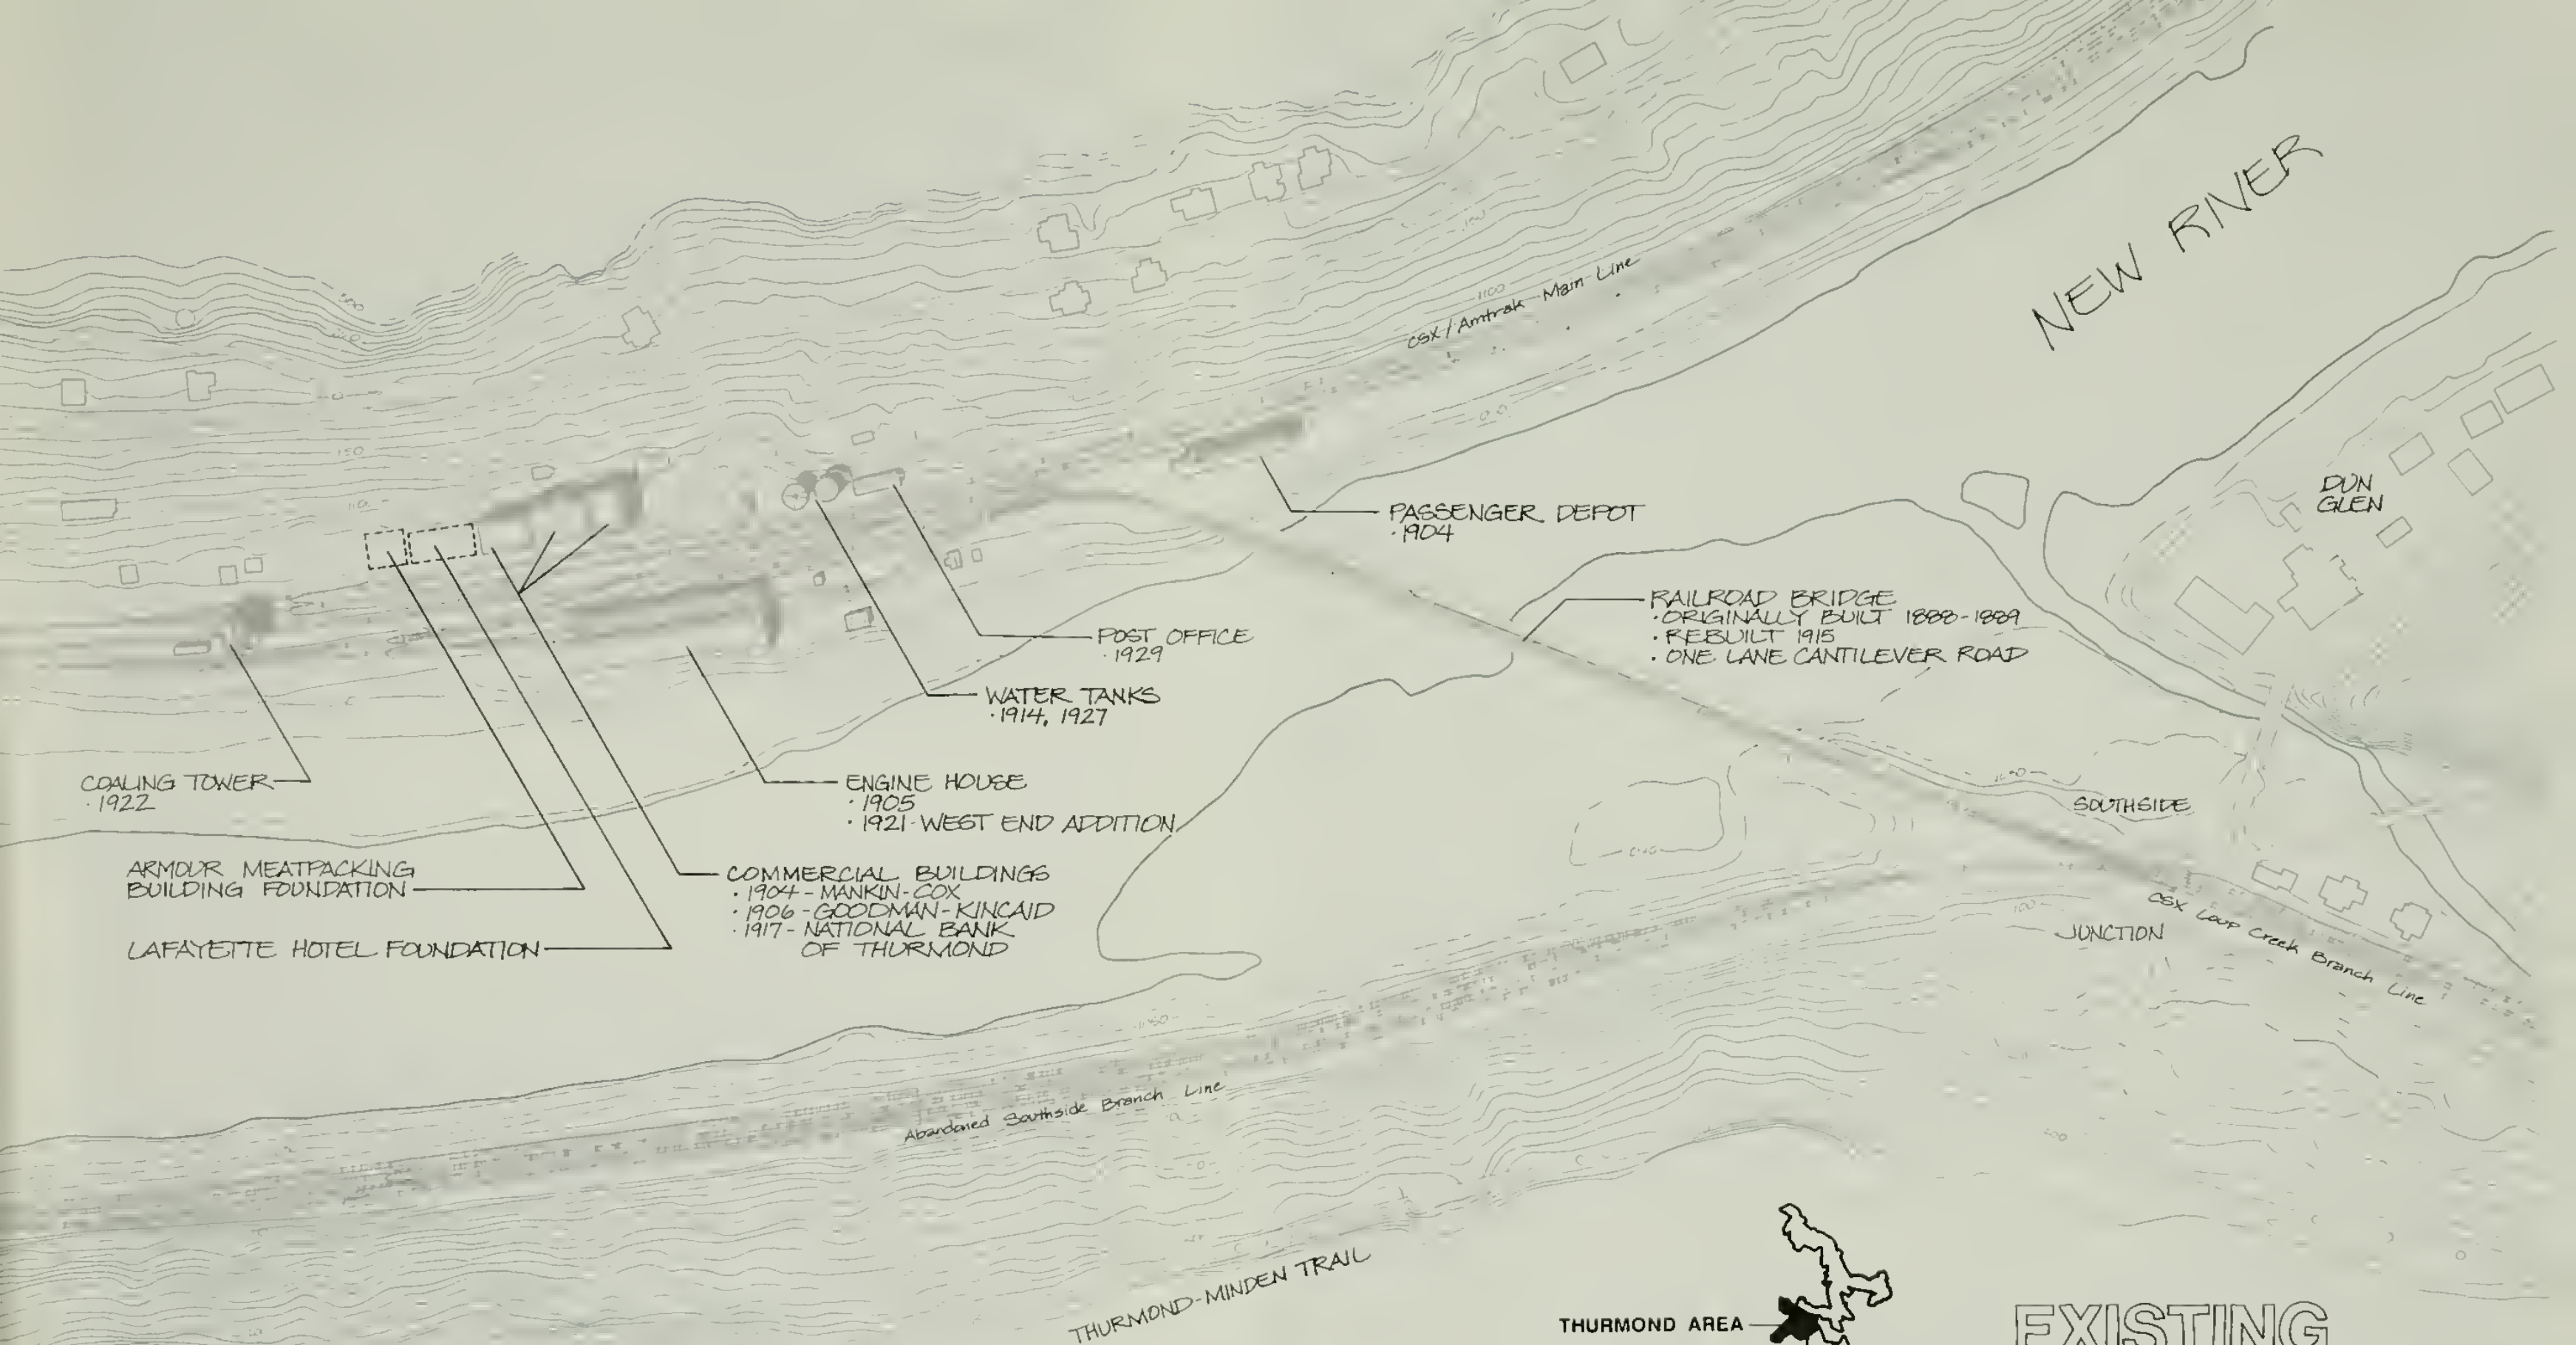 NEW RIVER
CSX/Amtrak Main Line
1100
DUN
GLEN
PASSENGER DEPOT
· 1904
RAILROAD BRIDGE
· ORIGINALLY BUILT 1888-1889
· REBUILT 1915
· ONE LANE CANTILEVER ROAD
POST OFFICE
· 1929
WATER TANKS
· 1914, 1927
COALING TOWER
· 1922
ENGINE HOUSE
· 1905
· 1921-WEST END ADDITION
SOUTHSIDE
JUNCTION
CSX Loup Creek Branch Line
ARMOUR MEATPACKING
BUILDING FOUNDATION
COMMERCIAL BUILDINGS
· 1904 - MANKIN-COX
· 1906 - GOODMAN-KINCAID
· 1917 - NATIONAL BANK
OF THURMOND
LAFAYETTE HOTEL FOUNDATION
Abandoned Southside Branch Line
THURMOND-MINDEN TRAIL
THURMOND AREA
EXISTING